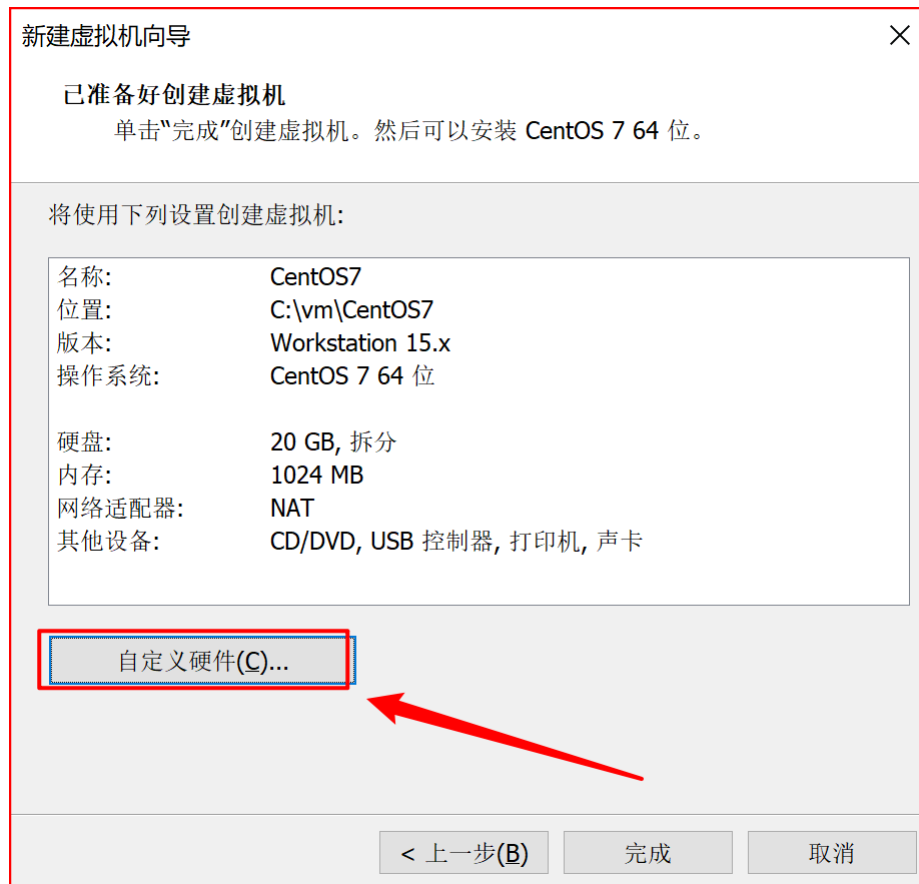 新建虚拟机向导
已准备好创建虚拟机
单击“完成”创建虚拟机。然后可以安装 CentOS 7 64 位。
将使用下列设置创建虚拟机:
名称: CentOS7
位置: C:\vm\CentOS7
版本: Workstation 15.x
操作系统: CentOS 7 64 位
硬盘: 20 GB, 拆分
内存: 1024 MB
网络适配器: NAT
其他设备: CD/DVD, USB 控制器, 打印机, 声卡
自定义硬件(C)...
< 上一步(B) 完成 取消